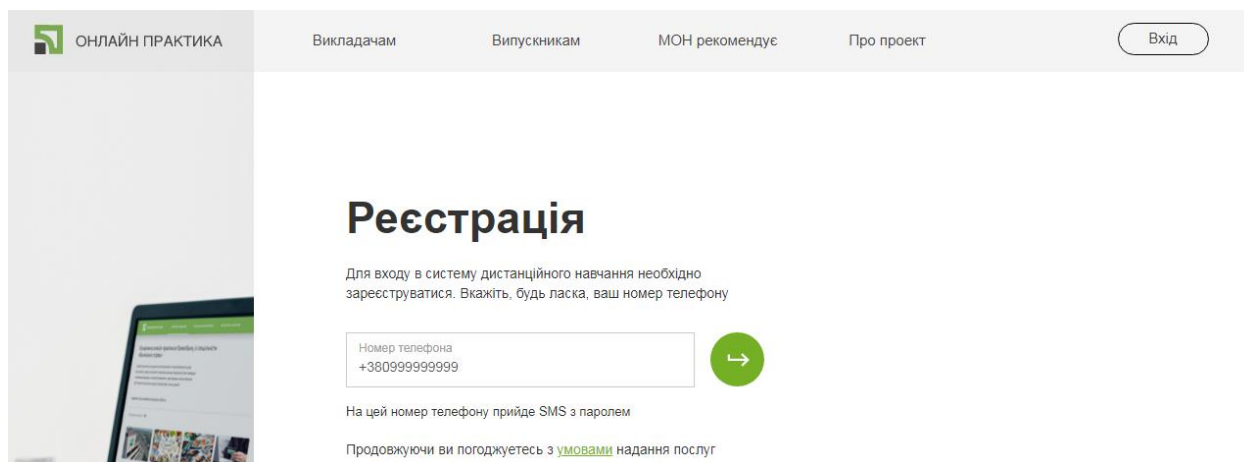 ОНЛАЙН ПРАКТИКА
Викладачам
Випускникам
МОН рекомендує
Про проект
Вхід
Реєстрація
Для входу в систему дистанційного навчання необхідно
зареєструватися. Вкажіть, будь ласка, ваш номер телефону
Номер телефона
+380999999999
На цей номер телефону прийде SMS з паролем
Продовжуючи ви погоджуетесь з умовами надання послуг